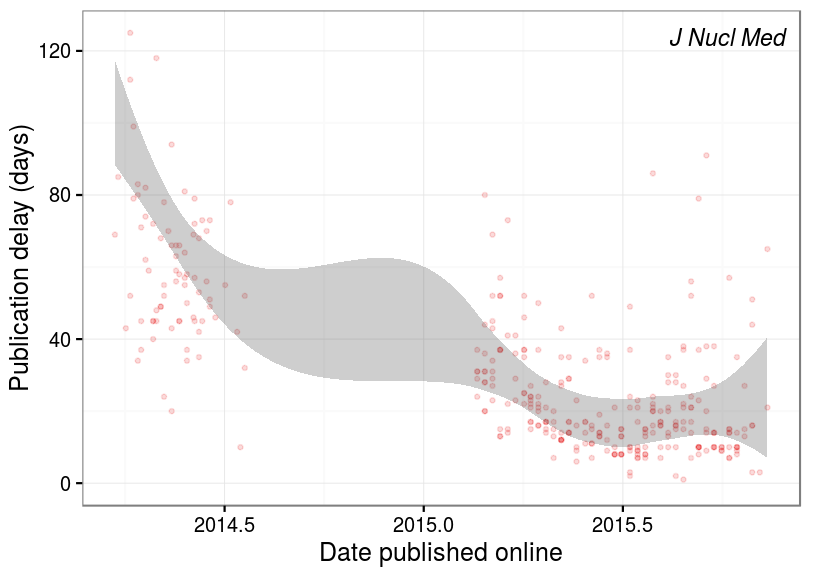 J Nucl Med
Publication delay (days)
120
80
40
0
2014.5 2015.0 2015.5
Date published online